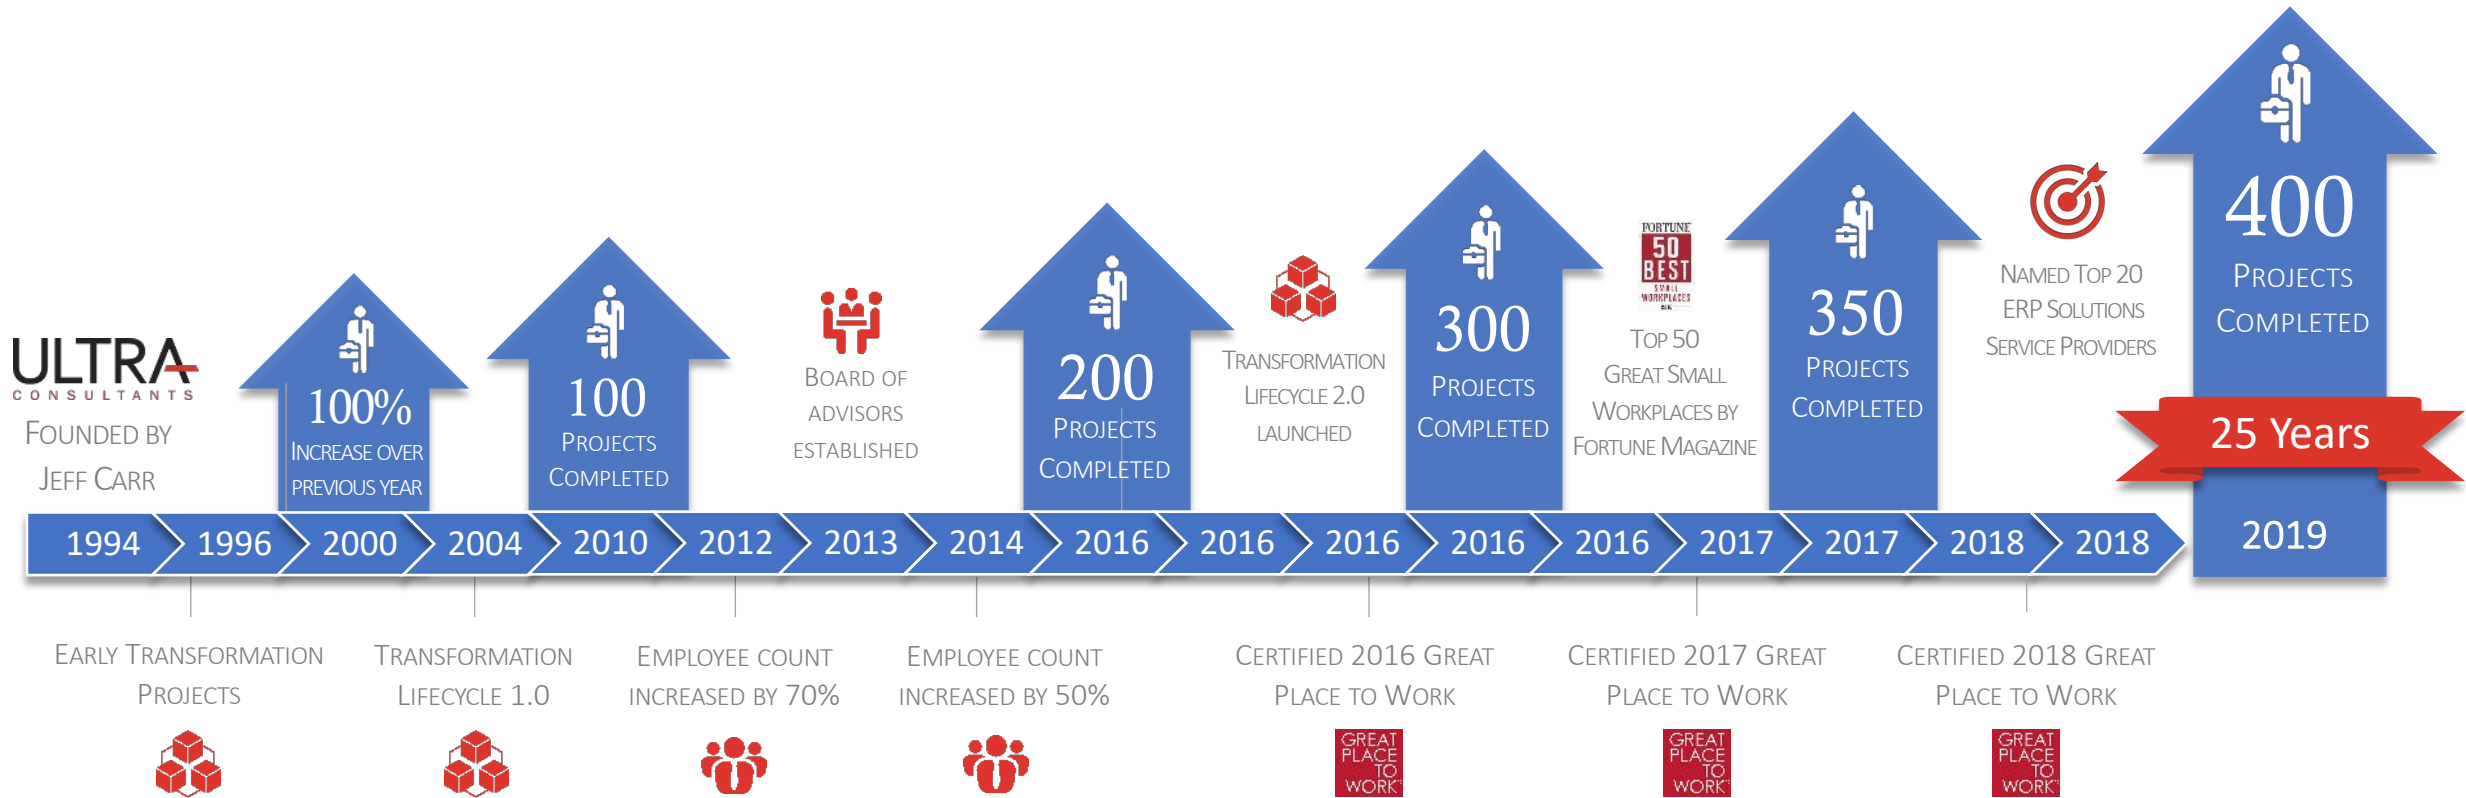 ULTRA
CONSULTANTS
FOUNDED BY
JEFF CARR
100%
INCREASE OVER
PREVIOUS YEAR
100
PROJECTS
COMPLETED
BOARD OF
ADVISORS
ESTABLISHED
200
PROJECTS
COMPLETED
TRANSFORMATION
LIFECYCLE 2.0
LAUNCHED
300
PROJECTS
COMPLETED
FORTUNE
50
BEST
SMALL
WORKPLACES
TOP 50
GREAT SMALL
WORKPLACES BY
FORTUNE MAGAZINE
350
PROJECTS
COMPLETED
NAMED TOP 20
ERP SOLUTIONS
SERVICE PROVIDERS
400
PROJECTS
COMPLETED
25 Years
1994 1996 2000 2004 2010 2012 2013 2014 2016 2016 2016 2016 2016 2017 2017 2018 2018 2019
EARLY TRANSFORMATION
PROJECTS
TRANSFORMATION
LIFECYCLE 1.0
EMPLOYEE COUNT
INCREASED BY 70%
EMPLOYEE COUNT
INCREASED BY 50%
CERTIFIED 2016 GREAT
PLACE TO WORK
GREAT
PLACE
TO
WORK
CERTIFIED 2017 GREAT
PLACE TO WORK
GREAT
PLACE
TO
WORK
CERTIFIED 2018 GREAT
PLACE TO WORK
GREAT
PLACE
TO
WORK